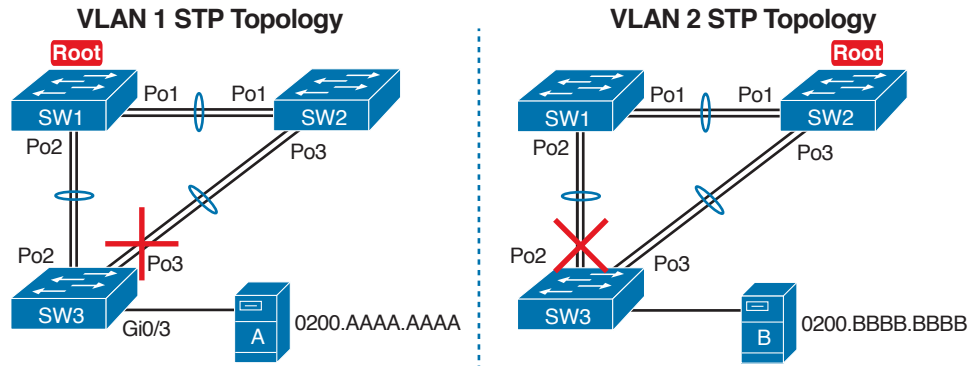 VLAN 1 STP Topology
Root
SW1
Po1
Po1
SW2
Po2
Po3
Po2
Po3
SW3
Gi0/3
A
0200.AAAA.AAAA
VLAN 2 STP Topology
Root
SW1
Po1
Po1
SW2
Po2
Po3
Po2
Po3
SW3
B
0200.BBBB.BBBB